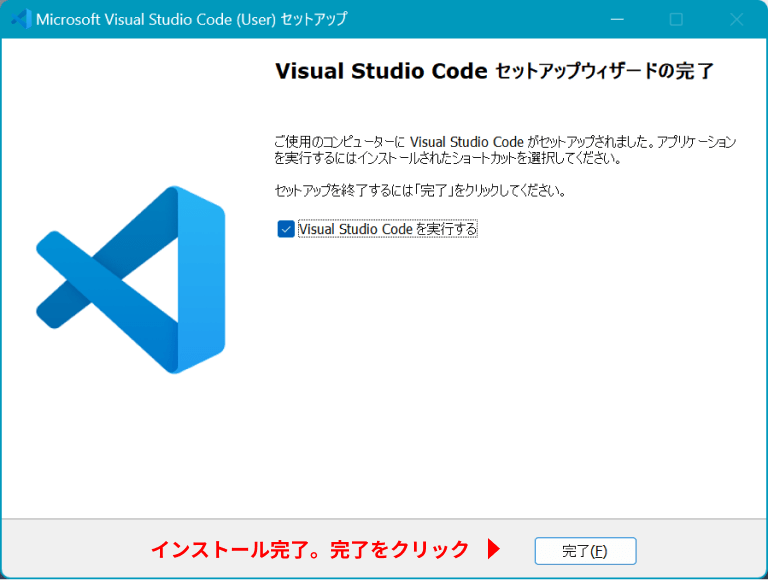 Microsoft Visual Studio Code (User) セットアップ
Visual Studio Code セットアップウィザードの完了
ご使用のコンピューターに Visual Studio Code がセットアップされました。アプリケーション
を実行するにはインストールされたショートカットを選択してください。
セットアップを終了するには「完了」をクリックしてください。
Visual Studio Code を実行する
インストール完了。完了をクリック
完了(F)